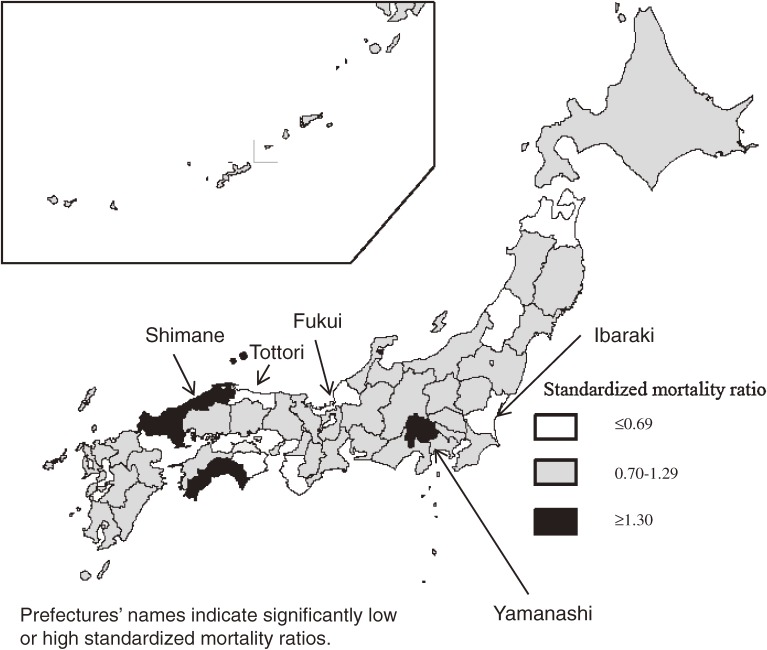 Fukui
Shimane
Tottori
Ibaraki
Standardized mortality ratio
≤0.69
0.70-1.29
≥1.30
Yamanashi
Prefectures’ names indicate significantly low
or high standardized mortality ratios.